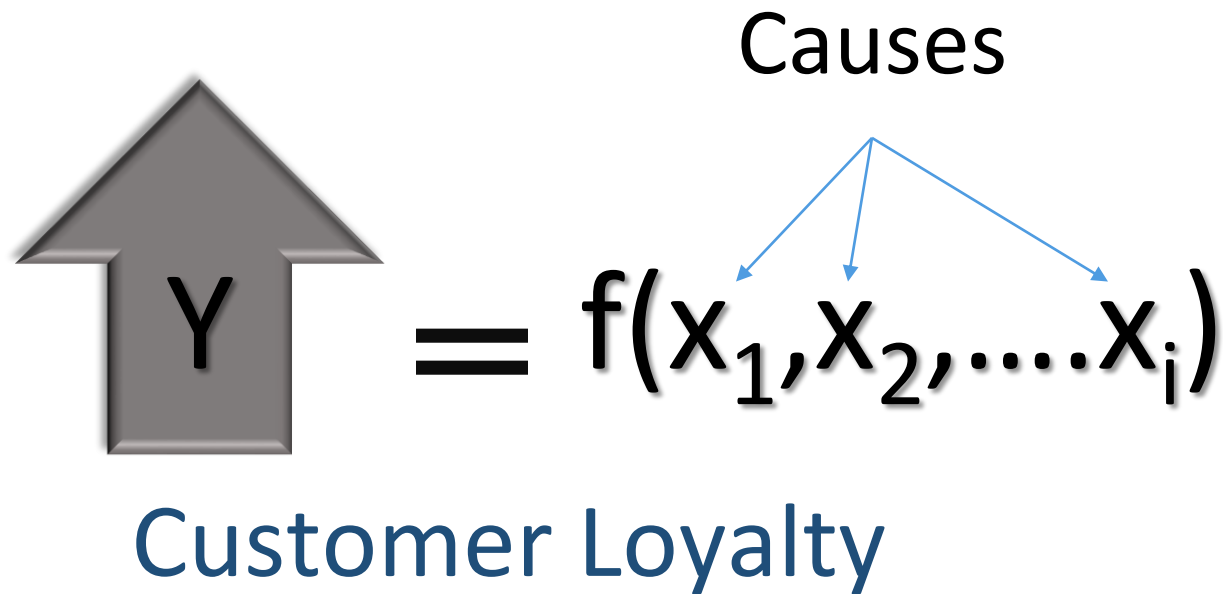 Causes
Y = f(x₁,x₂,....xᵢ)
Customer Loyalty